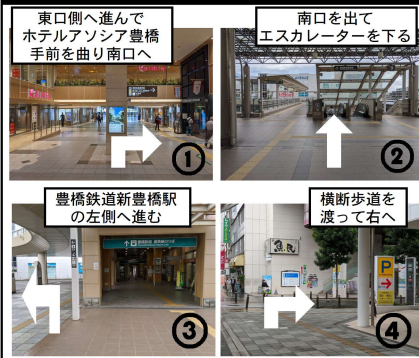 東口側へ進んで
ホテルアソシア豊橋
手前を曲り南口へ
①
南口を出て
エスカレーターを下る
②
豊橋鉄道新豊橋駅
の左側へ進む
③
横断歩道を
渡って右へ
魚民
P
④